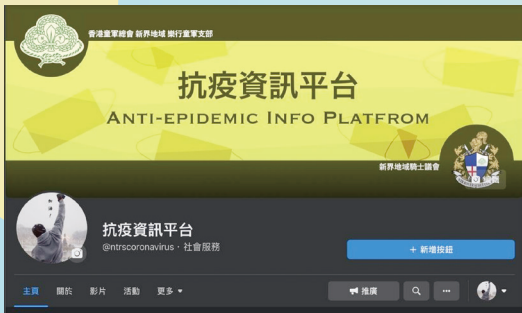 香港童軍總會 新界地域 樂行童軍支部
抗疫資訊平台
ANTI-EPIDEMIC INFO PLATFROM
新界地域騎士議會
編輯
抗疫資訊平台
@ntrscoronavirus · 社會服務
+ 新增按鈕
主頁 關於 影片 活動 更多
推廣